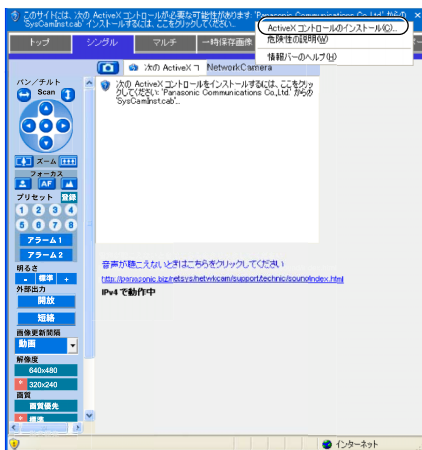 このサイトには、次の ActiveX コントロールが必要な可能性があります: 'Panasonic Communications Co.,Ltd.' からの
'SysCamInst.cab'. インストールするには、ここをクリックしてください...
ActiveX コントロールのインストール(C)...
危険性の説明(W)
情報バーのヘルプ(H)
トップ
シングル
マルチ
一時保存画像
次の ActiveX コ
NetworkCamera
パン/チルト
Scan
ズーム
フォーカス
AF
プリセット
登録
1 2 3 4
5 6 7 8
アラーム1
アラーム2
明るさ
- 標準 +
外部出力
開放
短絡
画像更新間隔
動画
解像度
640x480
* 320x240
画質
画質優先
* 標準
次の ActiveX コントロールをインストールするには、ここをクリッ
クしてください: 'Panasonic Communications Co.,Ltd.' からの
'SysCamInst.cab'...
音声が聴こえないときはこちらをクリックしてください
http://panasonic.biz/netsys/netwkcam/support/technic/sound/index.html
IPv4 で動作中
インターネット